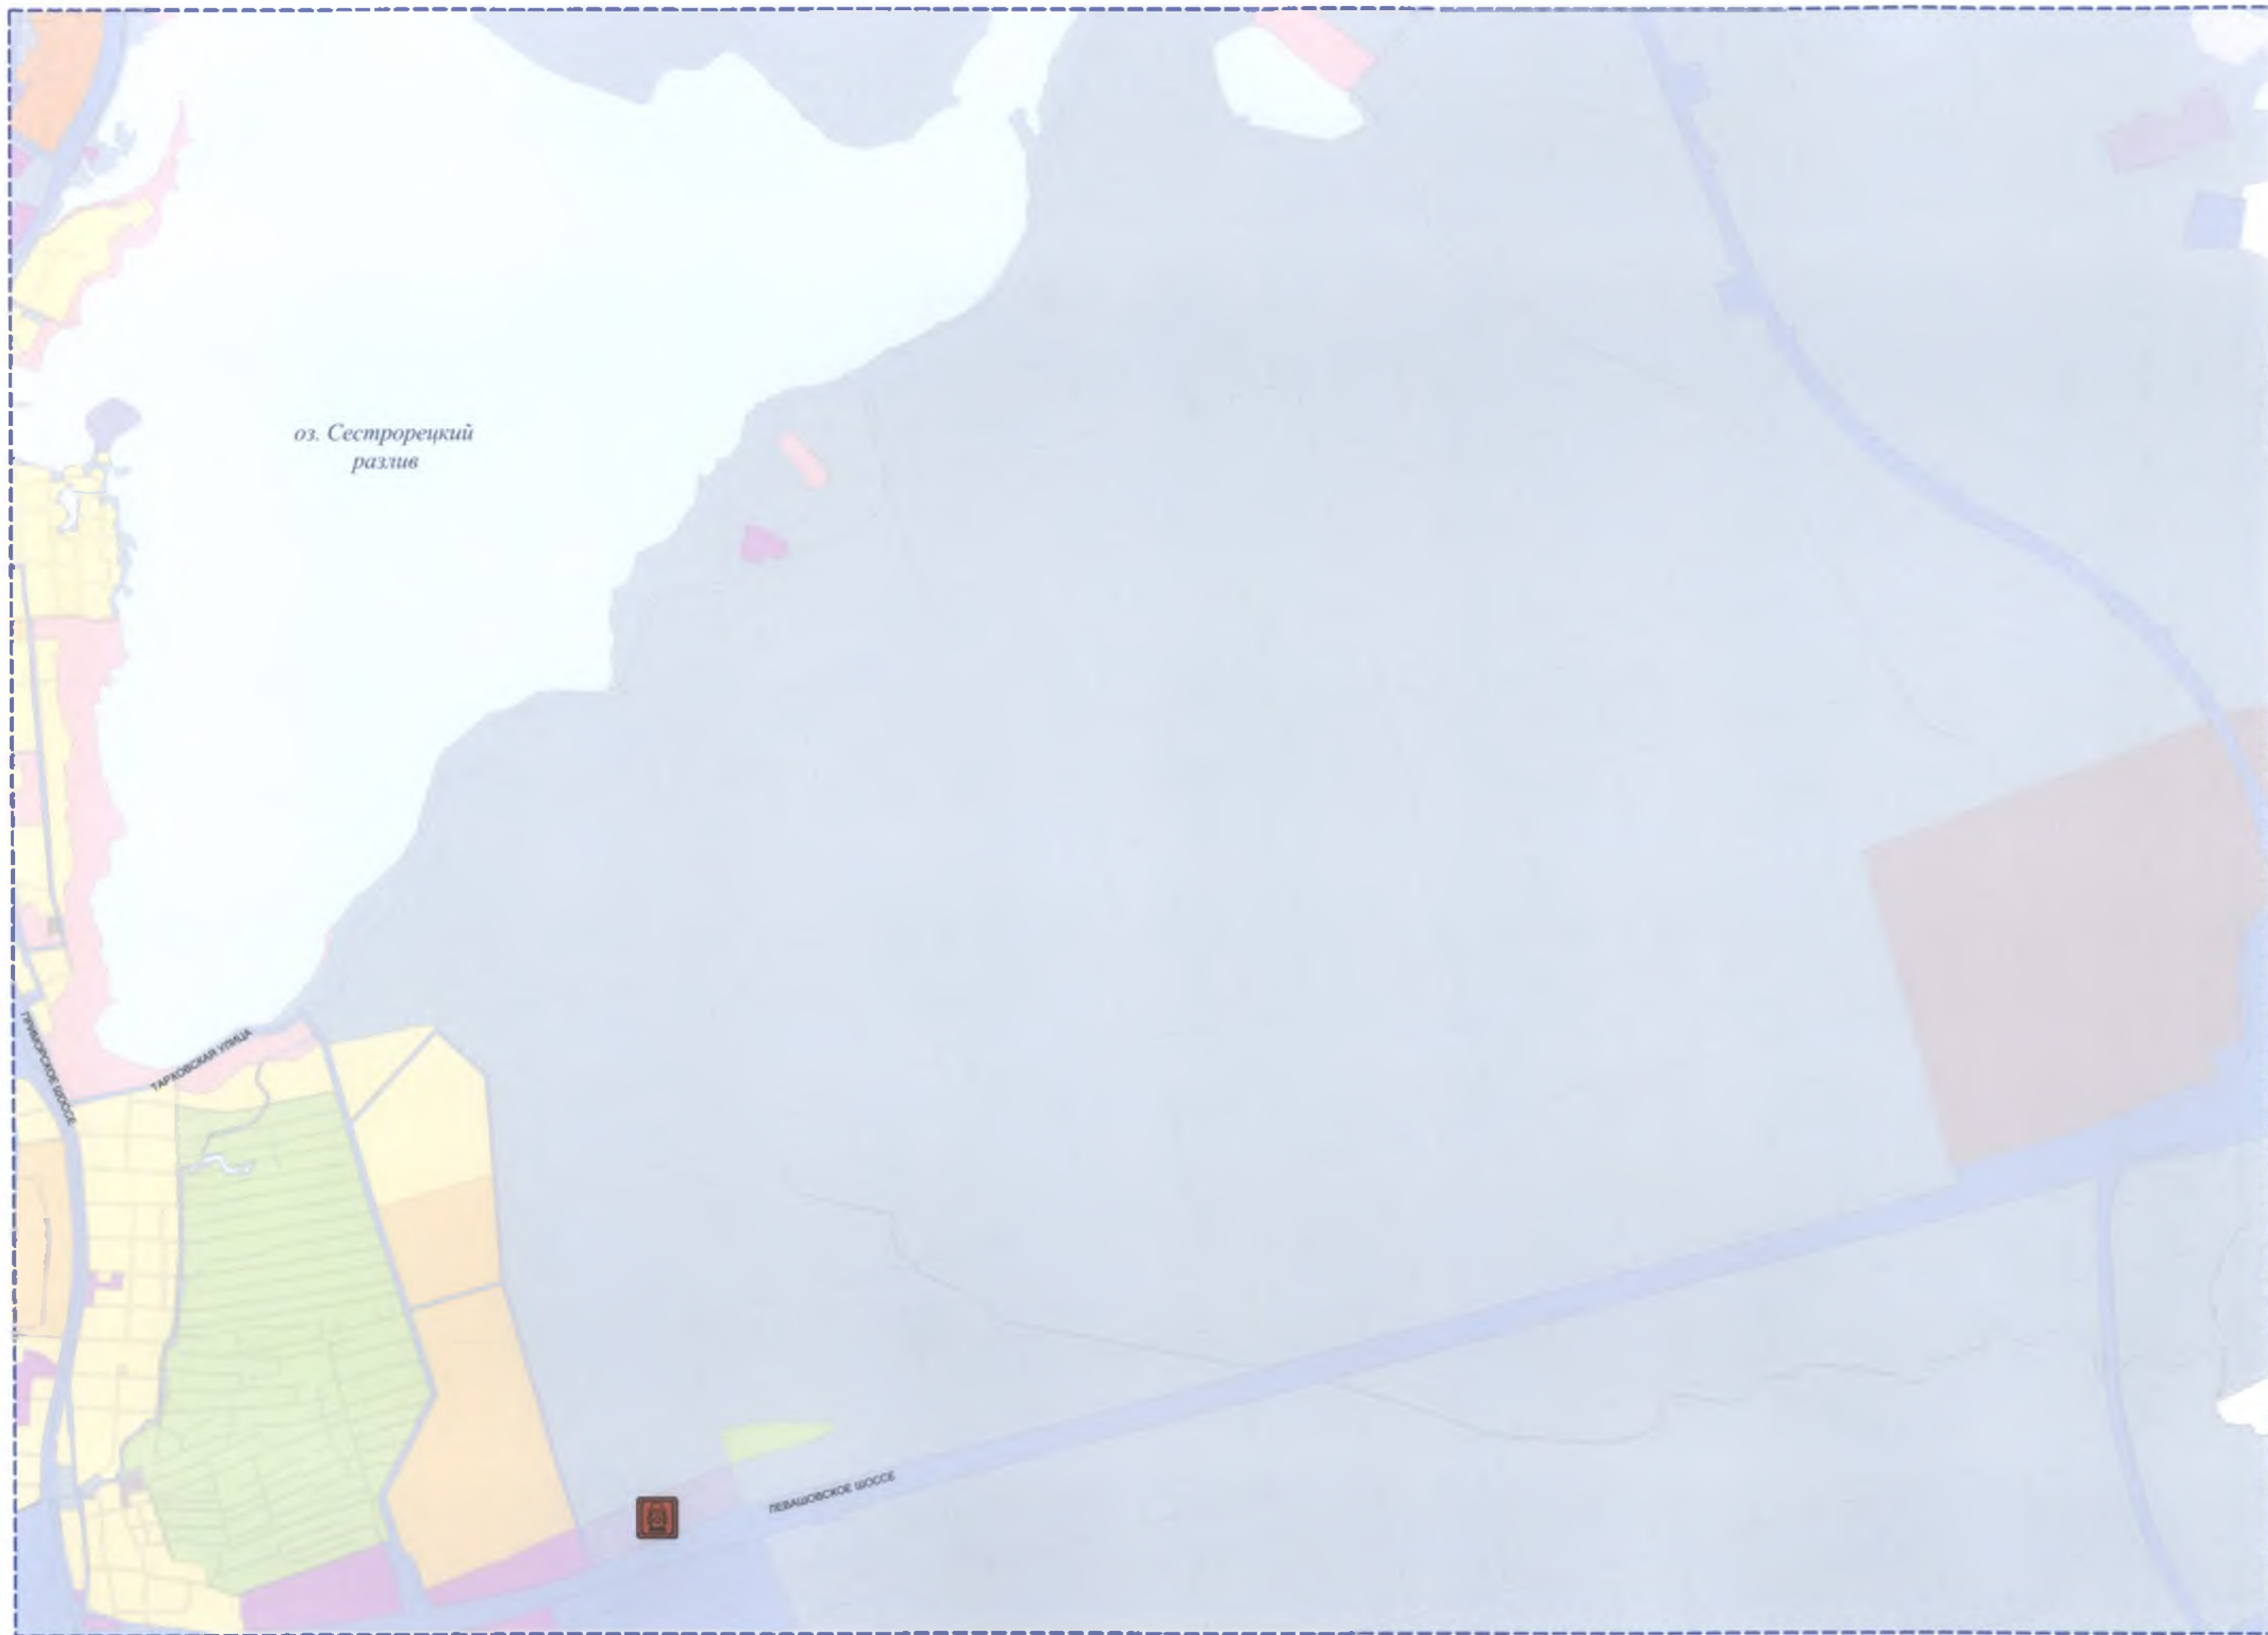 оз. Сестрорецкий
разлив
ПРИМОРСКОЕ ШОССЕ
ТАРХОВСКАЯ УЛИЦА
ЛЕВАШОВСКОЕ ШОССЕ